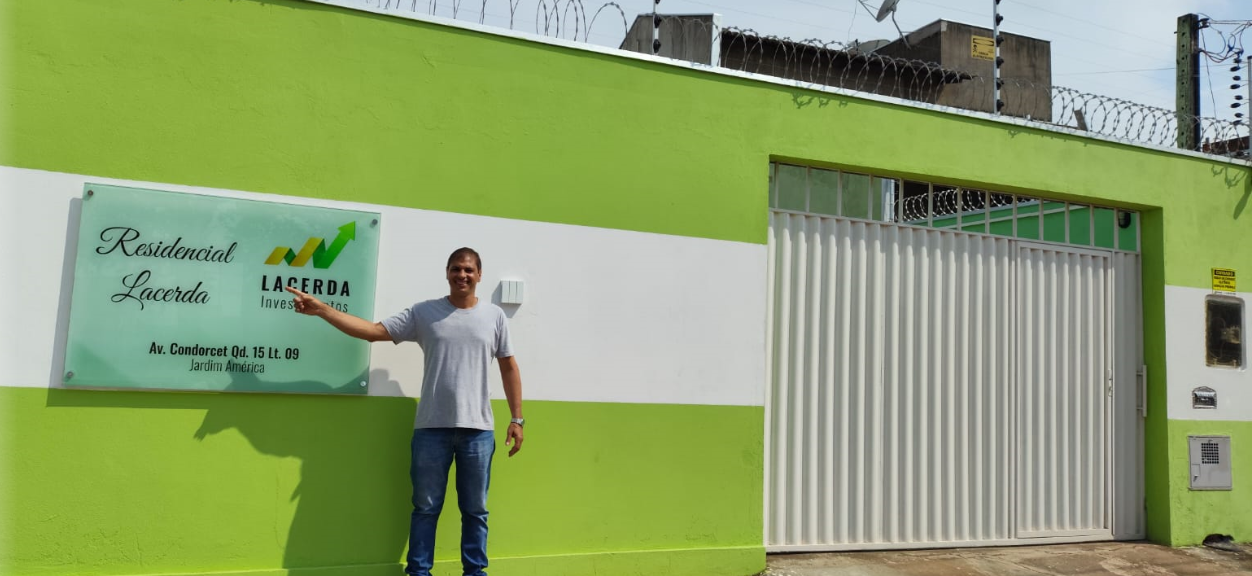 Residencial
Lacerda
LACERDA
Av. Condorcet Qd. 15 Lt. 09
Jardim América